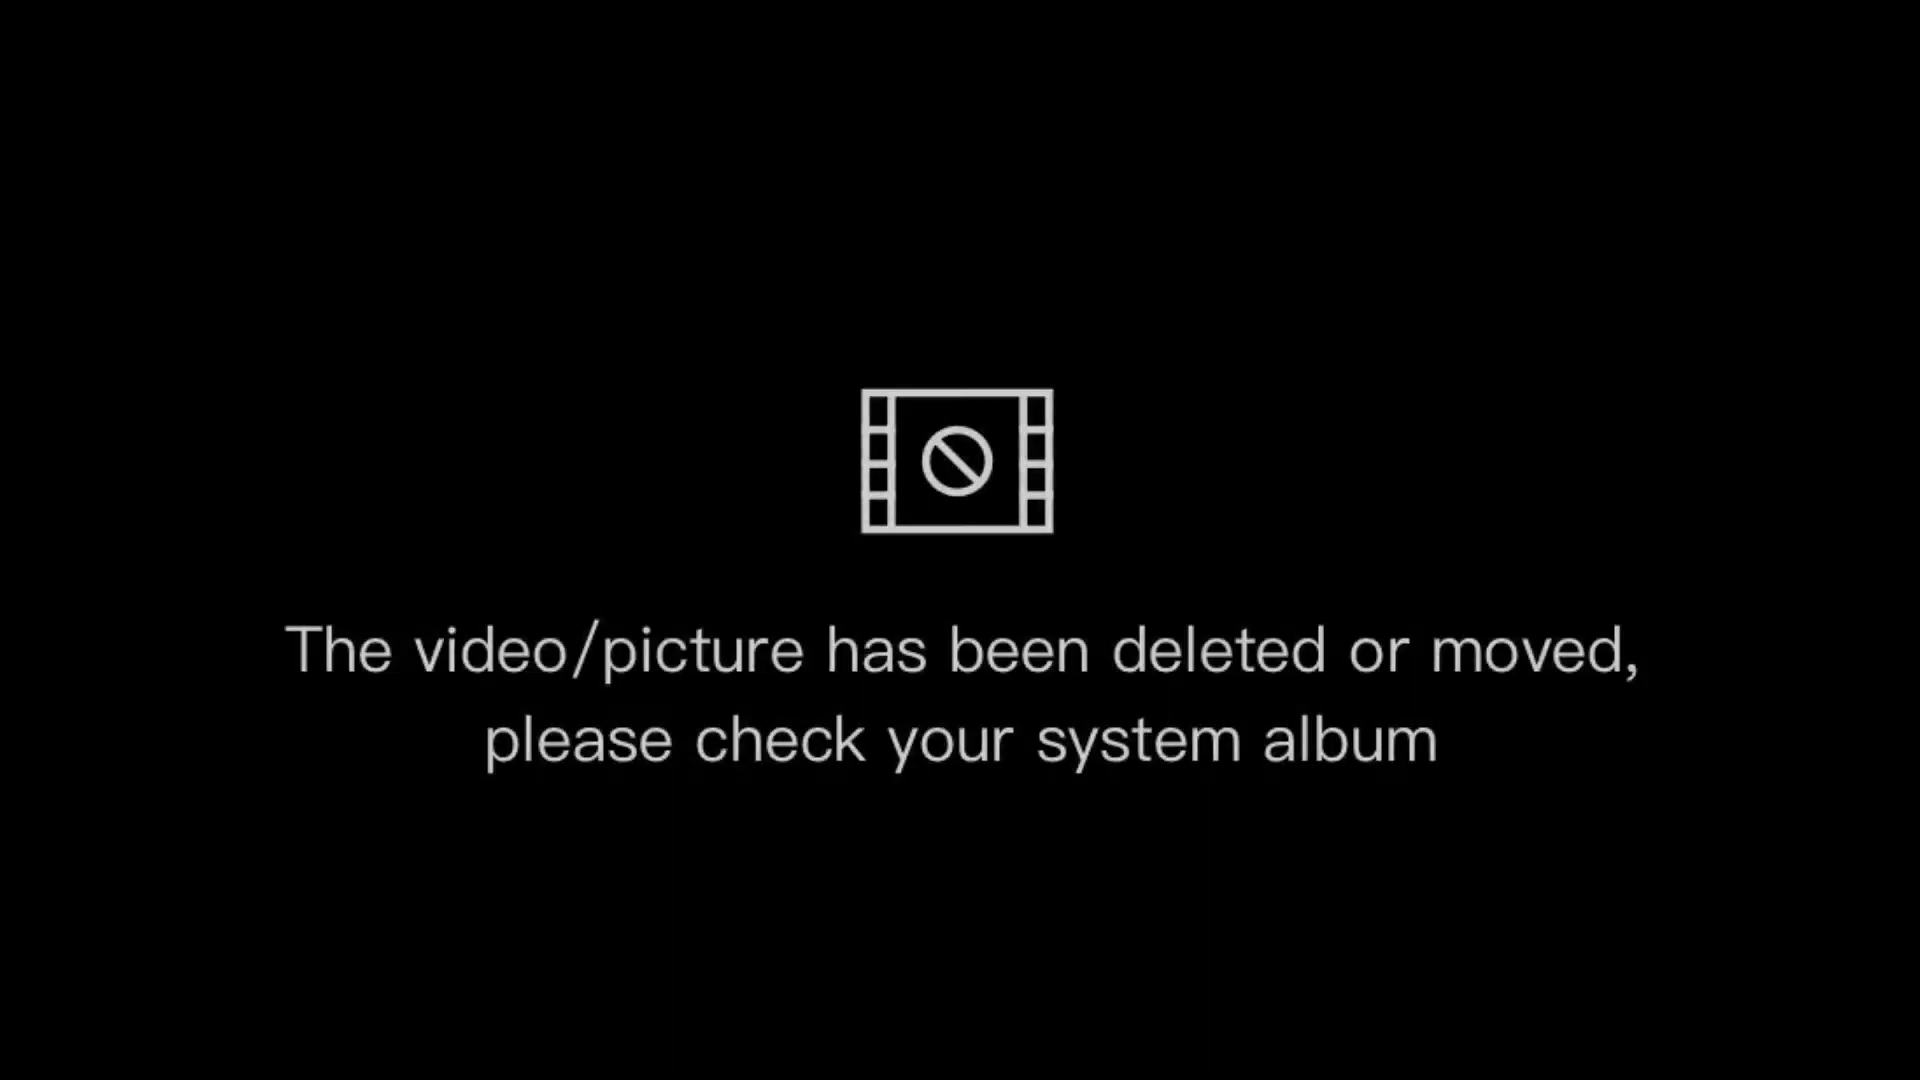 The video/picture has been deleted or moved,
please check your system album